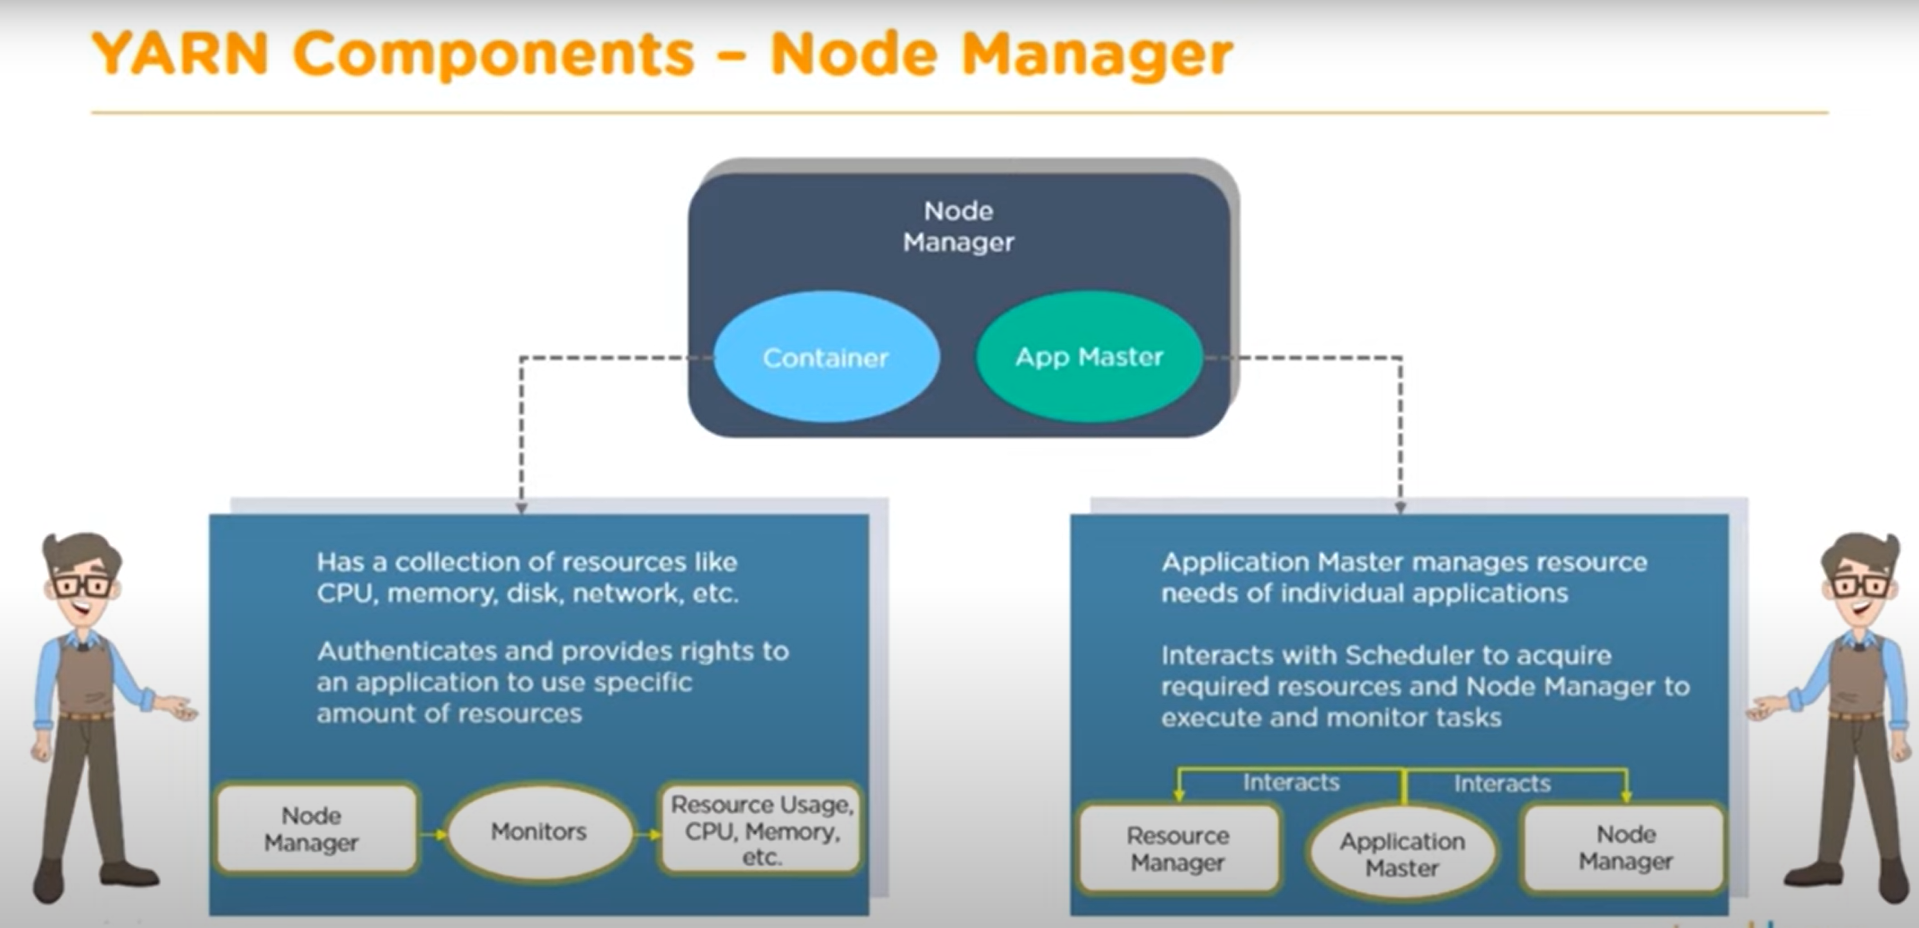 YARN Components – Node Manager
Node
Manager
Container
App Master
Has a collection of resources like
CPU, memory, disk, network, etc.
Authenticates and provides rights to
an application to use specific
amount of resources
Node
Manager
Monitors
Resource Usage,
CPU, Memory,
etc.
Application Master manages resource
needs of individual applications
Interacts with Scheduler to acquire
required resources and Node Manager to
execute and monitor tasks
Interacts
Interacts
Resource
Manager
Application
Master
Node
Manager